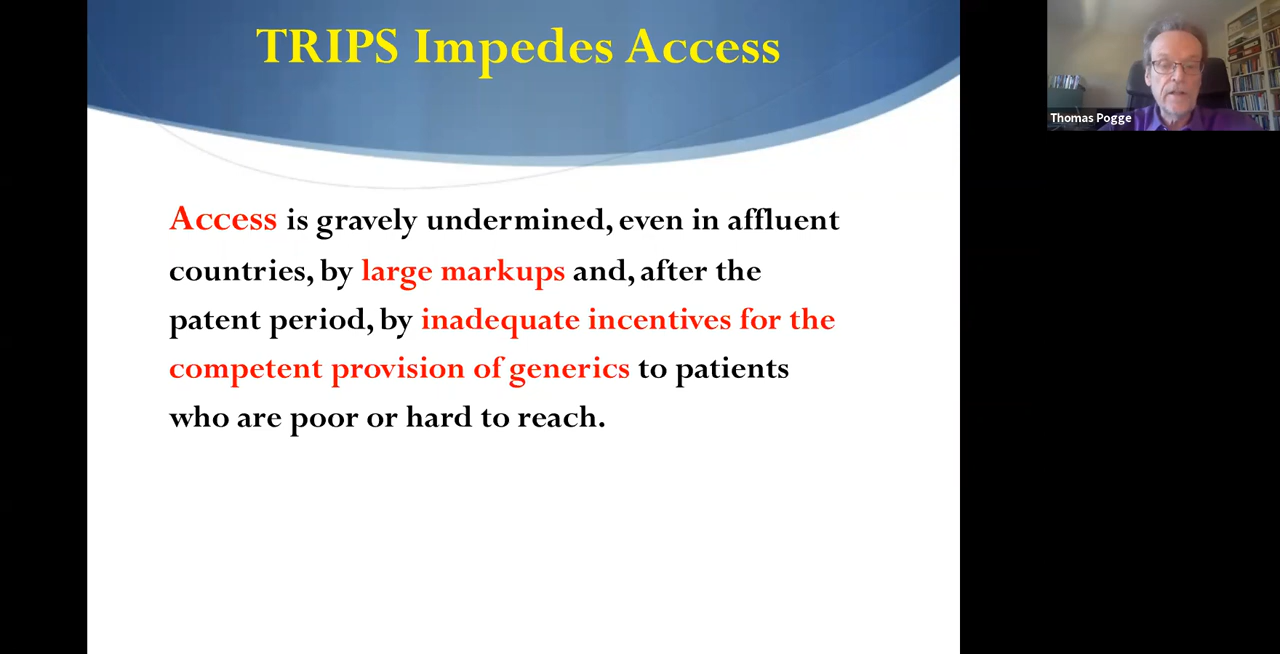 TRIPS Impedes Access
Thomas Pogge
Access is gravely undermined, even in affluent
countries, by large markups and, after the
patent period, by inadequate incentives for the
competent provision of generics to patients
who are poor or hard to reach.